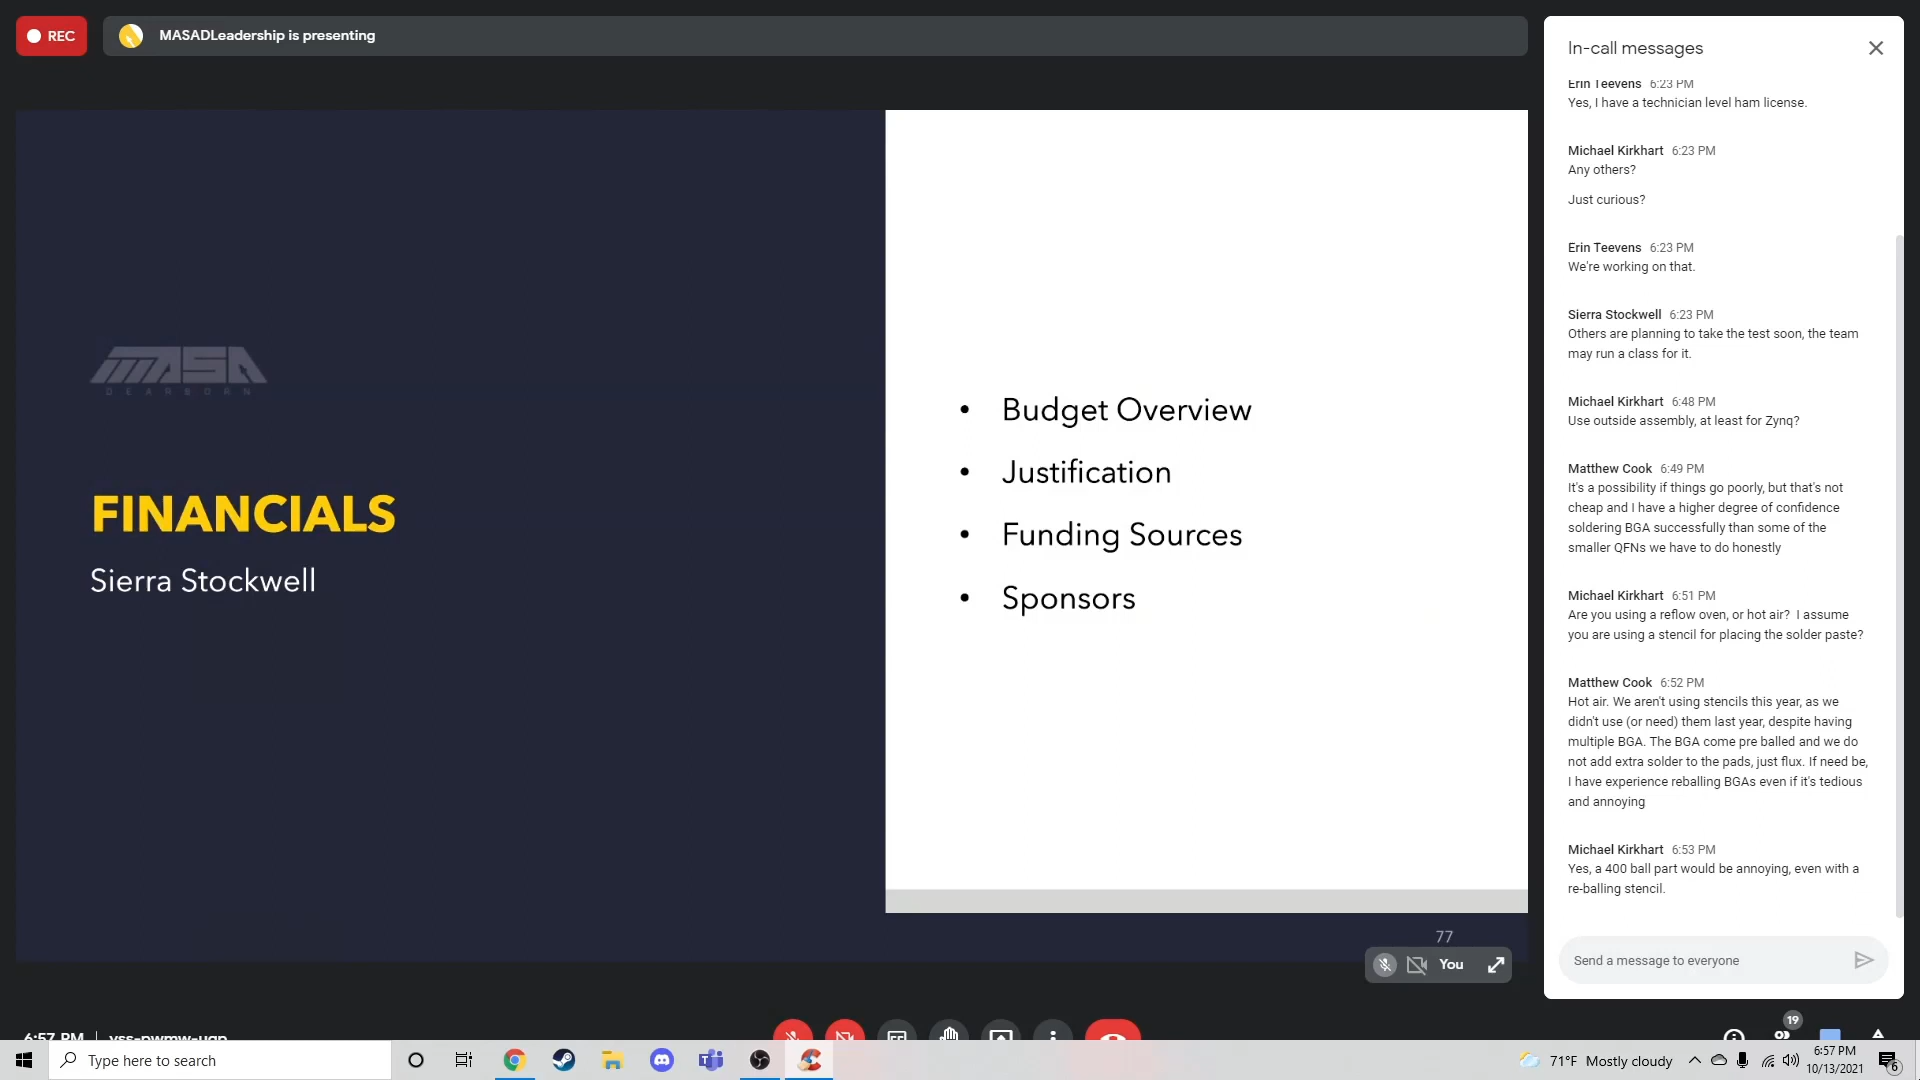 REC
MASADLeadership is presenting
MASA
DEARBORN
FINANCIALS
Sierra Stockwell
• Budget Overview
• Justification
• Funding Sources
• Sponsors
77
You
In-call messages
Erin Teevens 6:23 PM
Yes, I have a technician level ham license.
Michael Kirkhart 6:23 PM
Any others?
Just curious?
Erin Teevens 6:23 PM
We're working on that.
Sierra Stockwell 6:23 PM
Others are planning to take the test soon, the team
may run a class for it.
Michael Kirkhart 6:48 PM
Use outside assembly, at least for Zynq?
Matthew Cook 6:49 PM
It's a possibility if things go poorly, but that's not
cheap and I have a higher degree of confidence
soldering BGA successfully than some of the
smaller QFNs we have to do honestly
Michael Kirkhart 6:51 PM
Are you using a reflow oven, or hot air? I assume
you are using a stencil for placing the solder paste?
Matthew Cook 6:52 PM
Hot air. We aren't using stencils this year, as we
didn't use (or need) them last year, despite having
multiple BGA. The BGA come pre balled and we do
not add extra solder to the pads, just flux. If need be,
I have experience reballing BGAs even if it's tedious
and annoying
Michael Kirkhart 6:53 PM
Yes, a 400 ball part would be annoying, even with a
re-balling stencil.
Send a message to everyone
6:57 PM
19
Type here to search
71°F Mostly cloudy
6:57 PM
10/13/2021
6